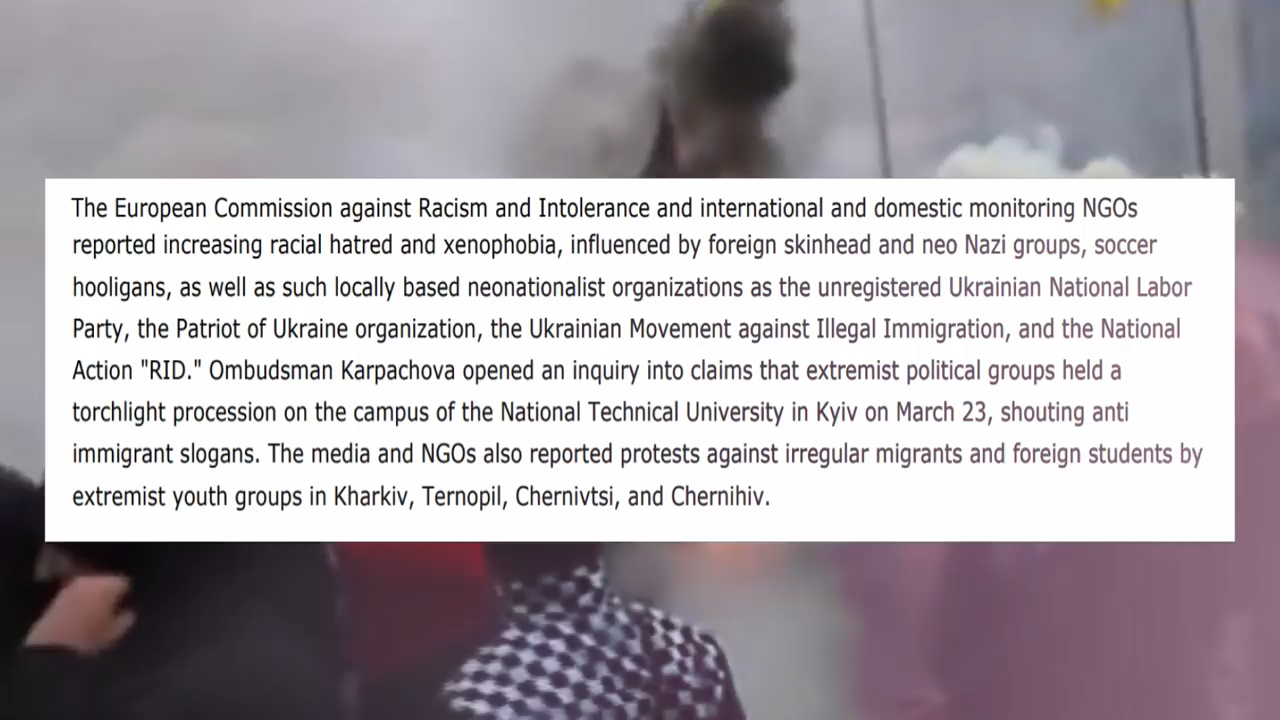 The European Commission against Racism and Intolerance and international and domestic monitoring NGOs
reported increasing racial hatred and xenophobia, influenced by foreign skinhead and neo Nazi groups, soccer
hooligans, as well as such locally based neonationalist organizations as the unregistered Ukrainian National Labor
Party, the Patriot of Ukraine organization, the Ukrainian Movement against Illegal Immigration, and the National
Action "RID." Ombudsman Karpachova opened an inquiry into claims that extremist political groups held a
torchlight procession on the campus of the National Technical University in Kyiv on March 23, shouting anti
immigrant slogans. The media and NGOs also reported protests against irregular migrants and foreign students by
extremist youth groups in Kharkiv, Ternopil, Chernivtsi, and Chernihiv.